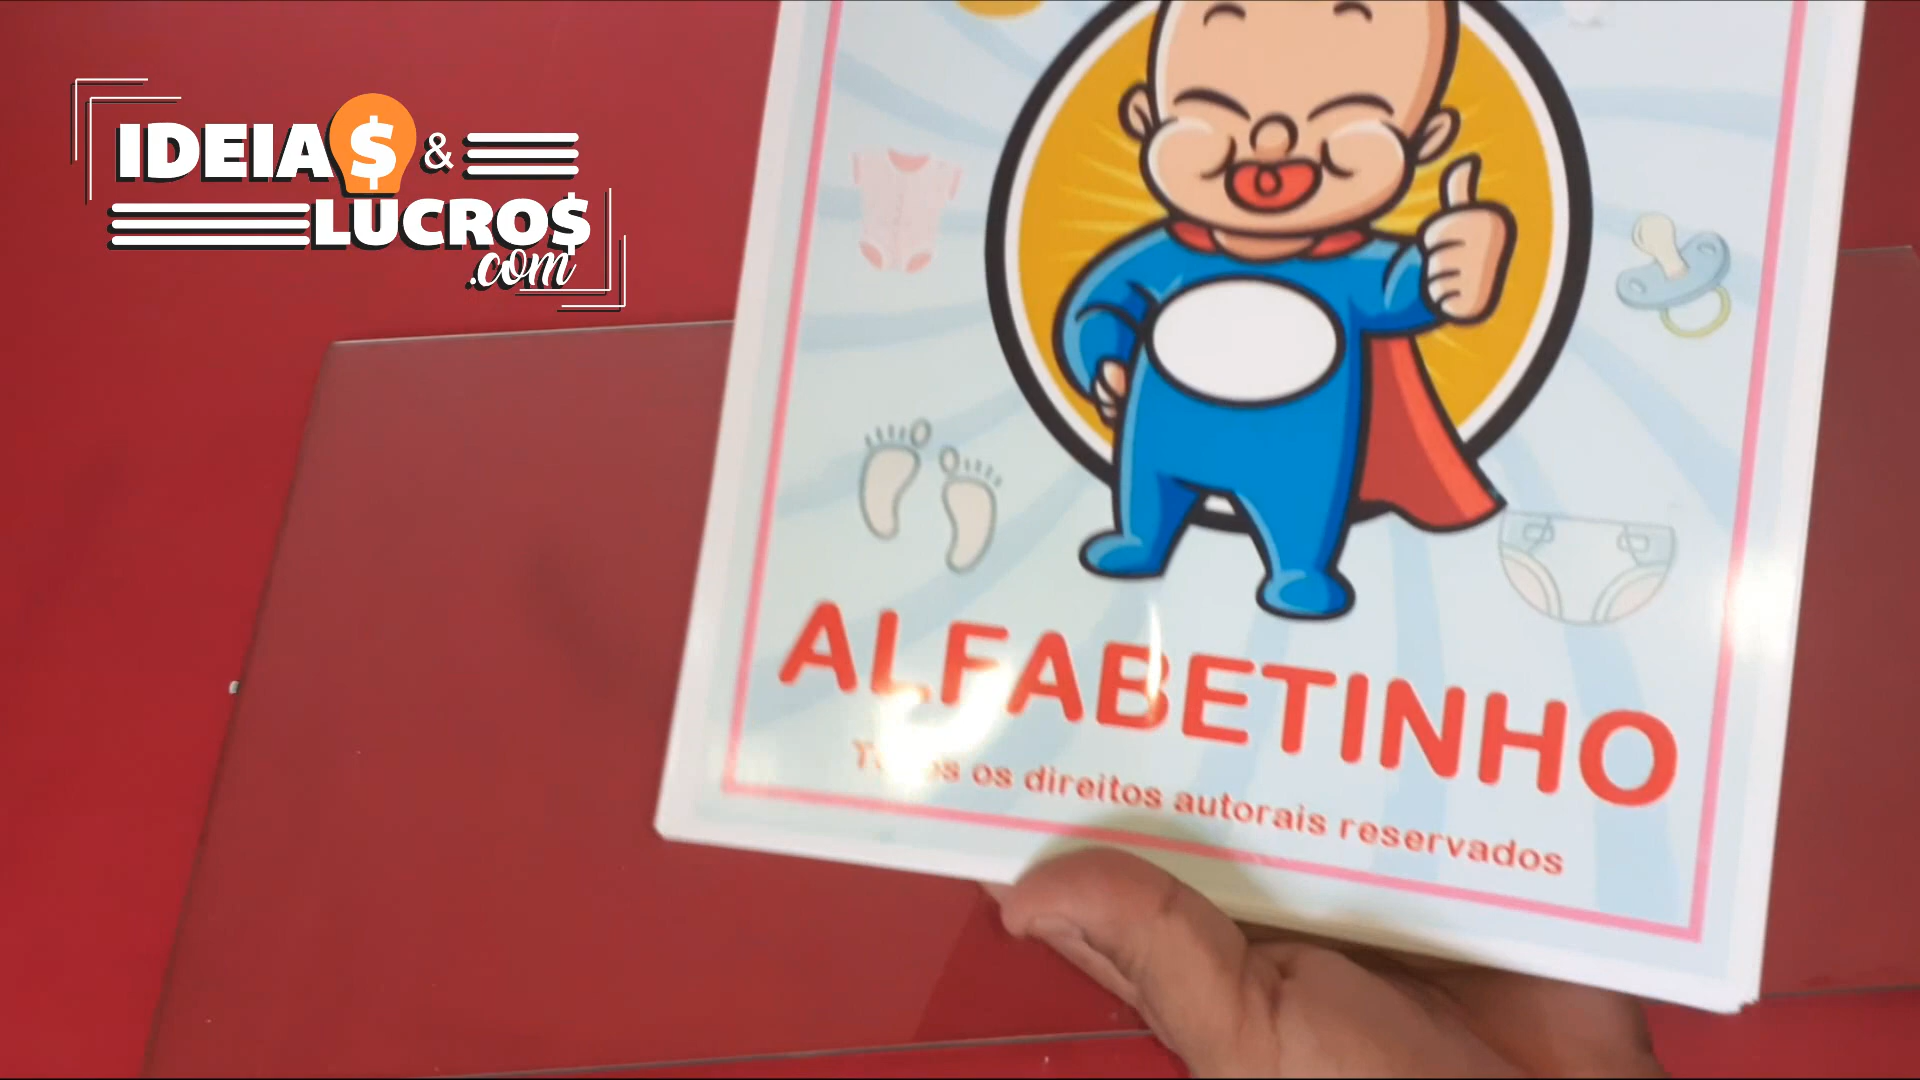 IDEIA$ &
LUCRO$
.com
ALFABETINHO
os direitos autorais reservados